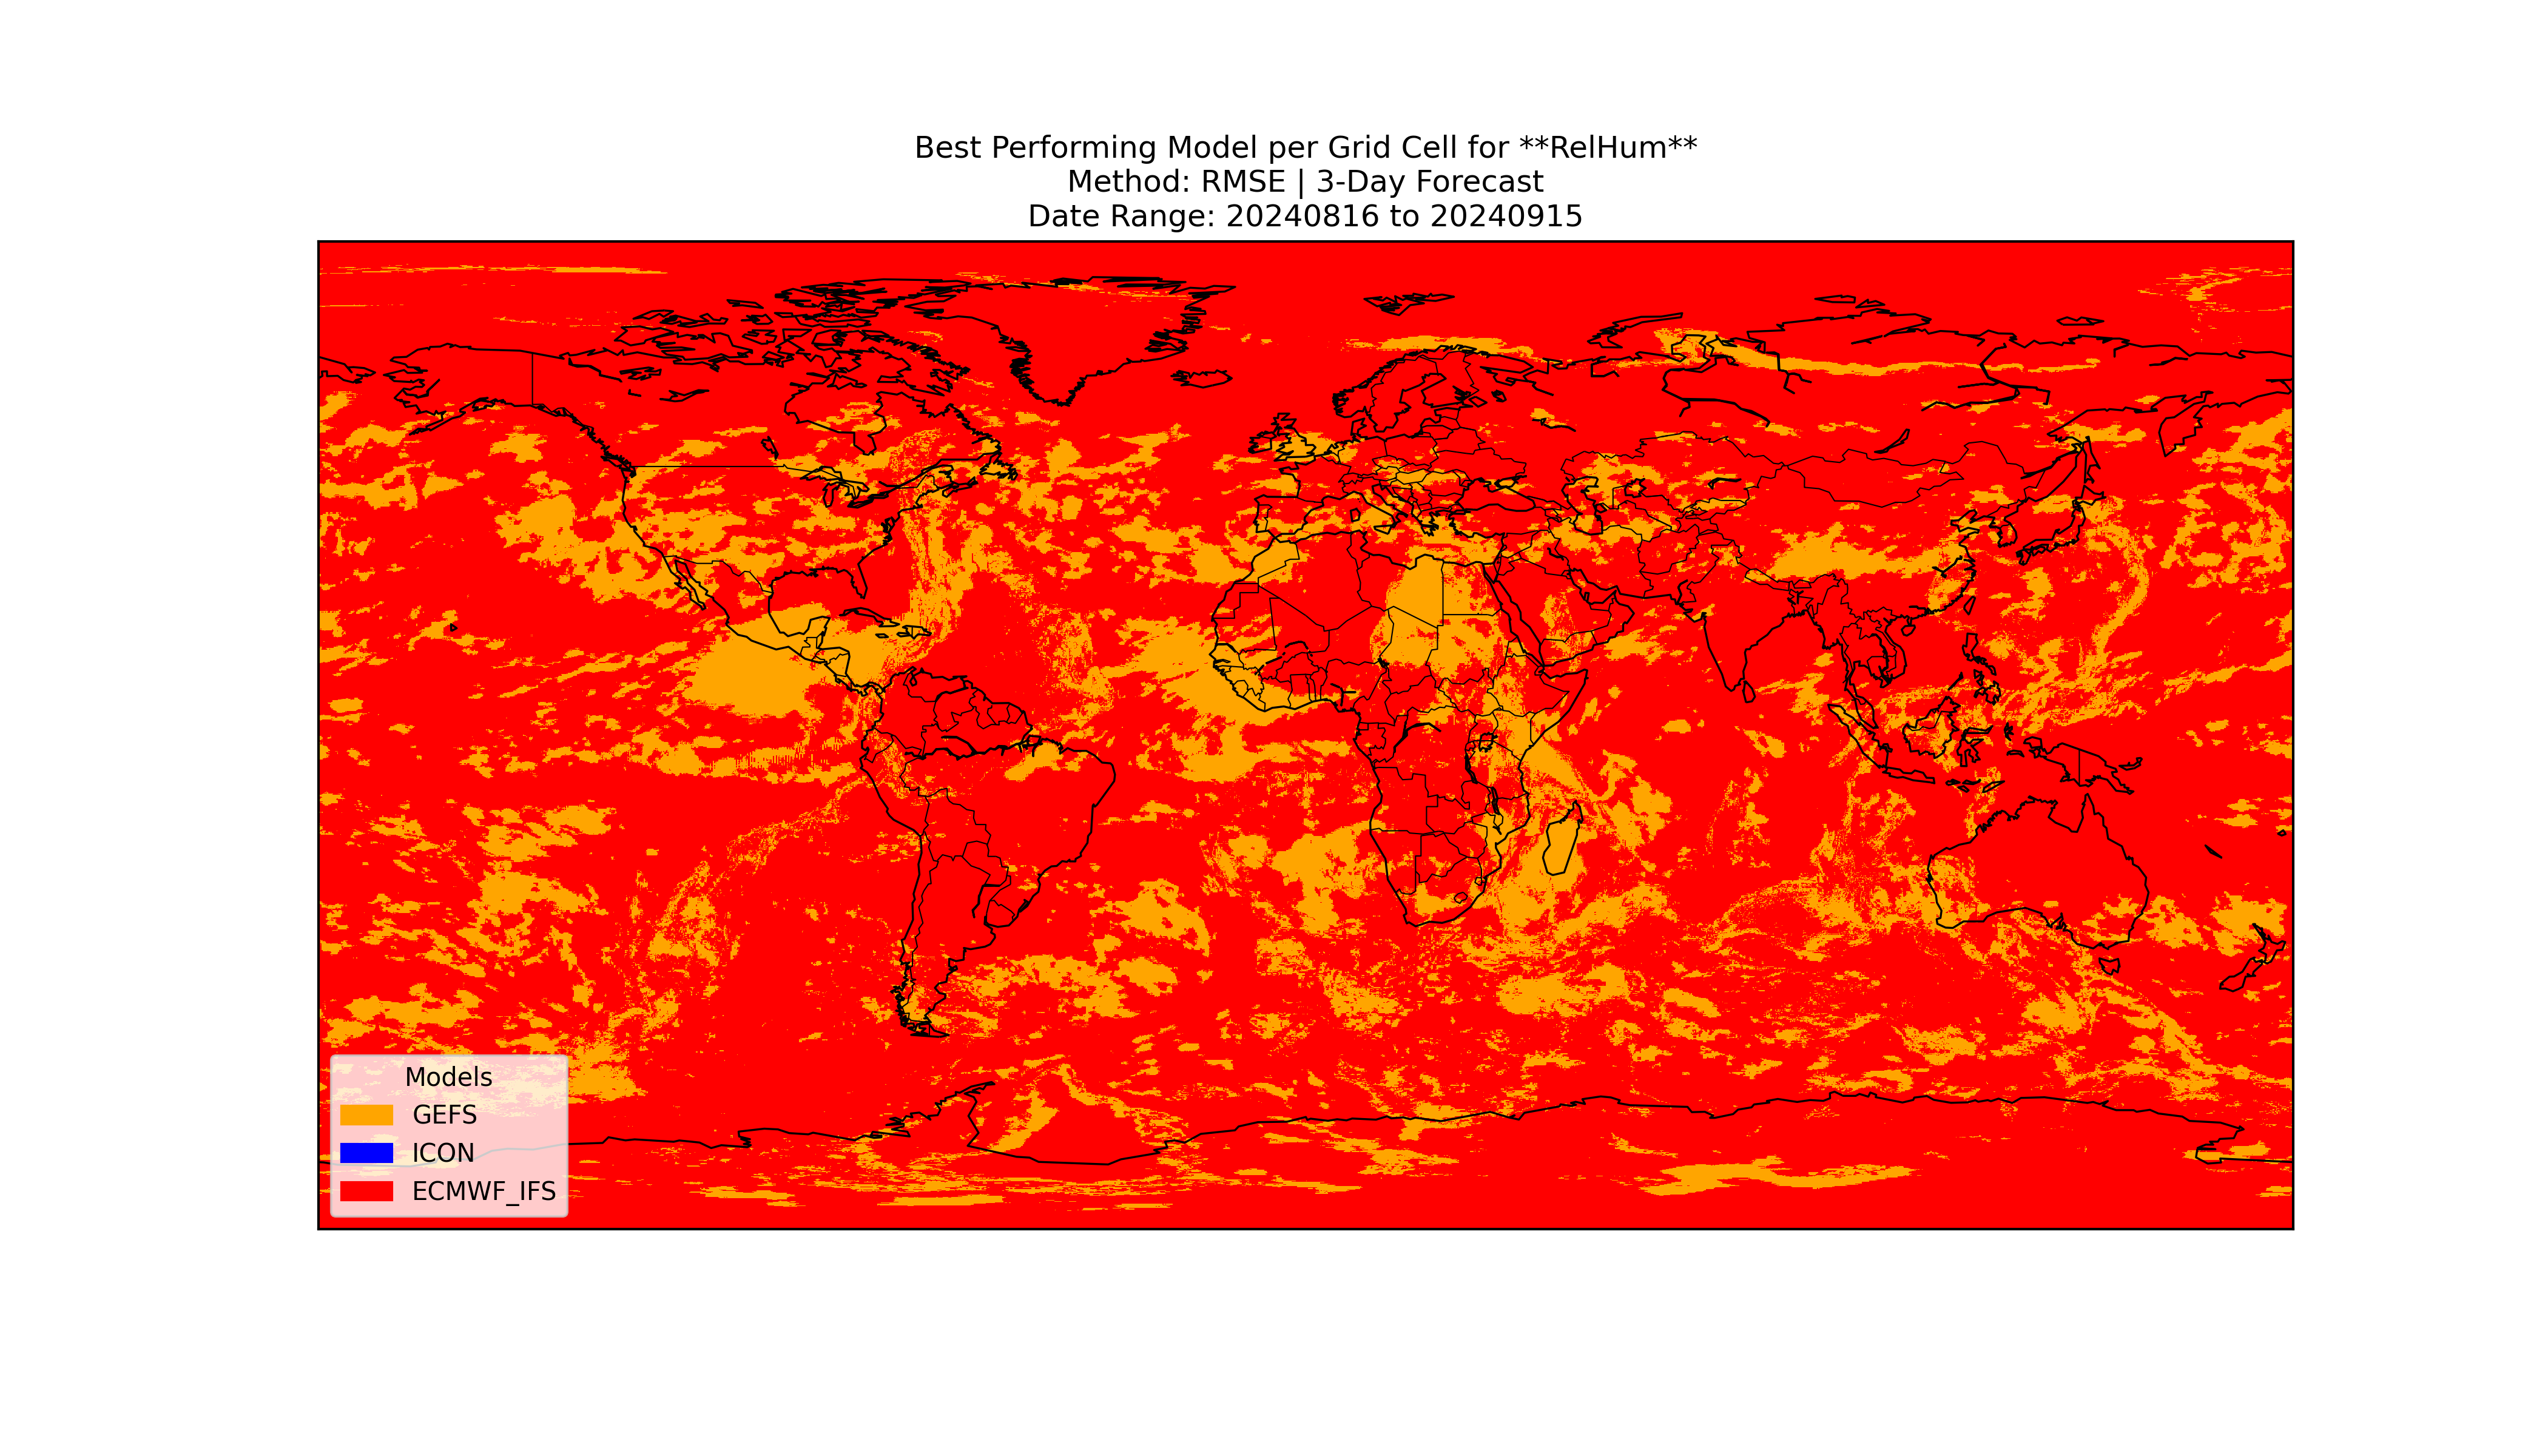 Best Performing Model per Grid Cell for **RelHum**
Method: RMSE | 3-Day Forecast
Date Range: 20240816 to 20240915
Models
GEFS
ICON
ECMWF_IFS